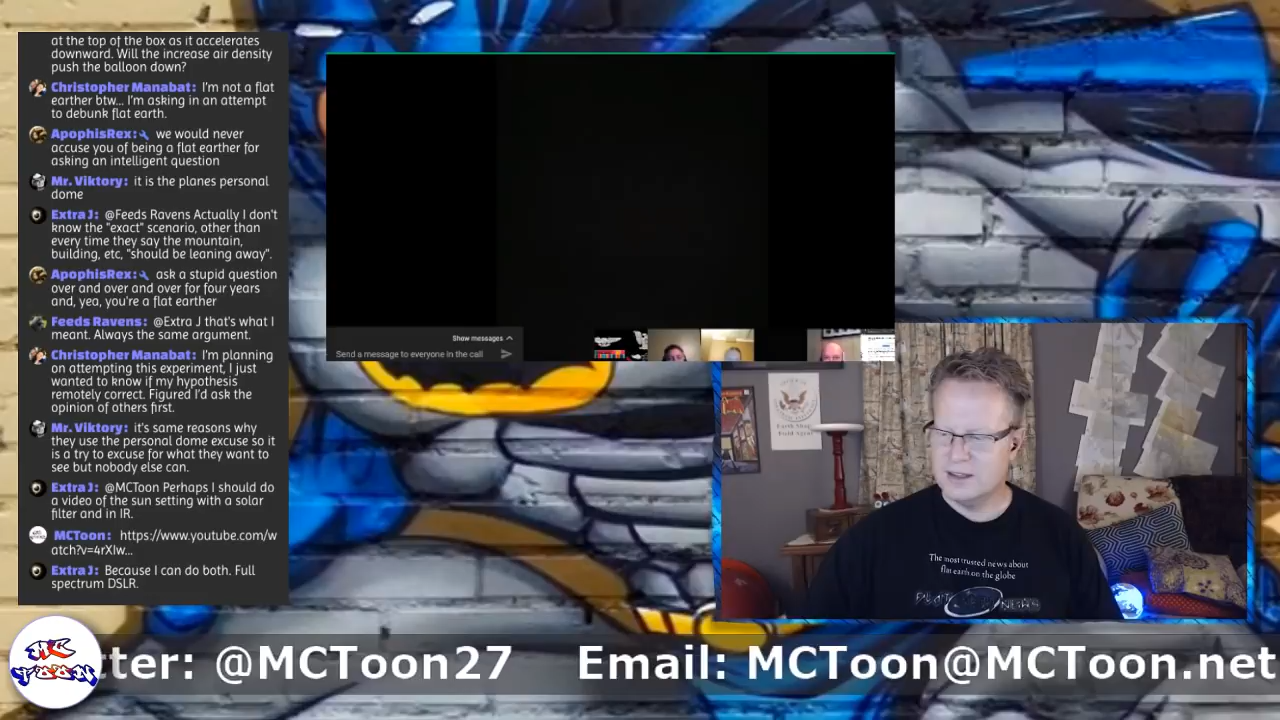 at the top of the box as it accelerates
downward. Will the increase air density
push the balloon down?
Christopher Manabat: I'm not a flat
earther btw... I'm asking in an attempt
to debunk flat earth.
ApophisRex: we would never
accuse you of being a flat earther for
asking an intelligent question
Mr. Viktory: it is the planes personal
dome
Extra J: @Feeds Ravens Actually I don't
know the "exact" scenario, other than
every time they say the mountain,
building, etc, "should be leaning away".
ApophisRex: ask a stupid question
over and over and over for four years
and, yea, you're a flat earther
Feeds Ravens: @Extra J that's what I
meant. Always the same argument.
Christopher Manabat: I'm planning
on attempting this experiment, I just
wanted to know if my hypothesis
remotely correct. Figured I'd ask the
opinion of others first.
Mr. Viktory: it's same reasons why
they use the personal dome excuse so it
is a try to excuse for what they want to
see but nobody else can.
Extra J: @MCToon Perhaps I should do
a video of the sun setting with a solar
filter and in IR.
MCToon: https://www.youtube.com/w
atch?v=4rXIw...
Extra J: Because I can do both. Full
spectrum DSLR.
Show messages
Send a message to everyone in the call
The most trusted news about
flat earth on the globe
MC
TOON
tter: @MCToon27 Email: MCToon@MCToon.net